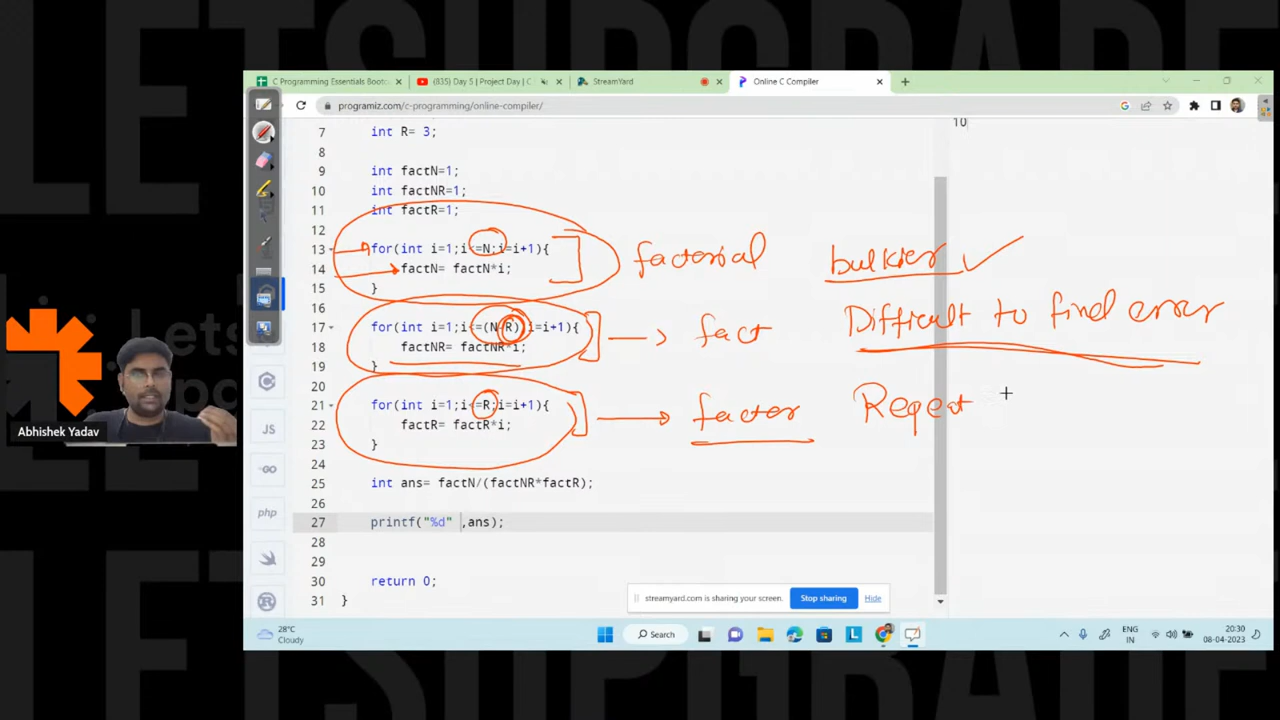 LETSUPGRADE
C Programming Essentials Bootc
(835) Day 5 | Project Day | C
StreamYard
Online C Compiler
programiz.com/c-programming/online-compiler/
7 int R= 3;
8
9 int factN=1;
10 int factNR=1;
11 int factR=1;
12
13 for(int i=1;i<=N;i=i+1){
14 factN= factN*i;
15 }
16
17 for(int i=1;i<=(N-R);i=i+1){
18 factNR= factNR*i;
19 }
20
21 for(int i=1;i<=R;i=i+1){
22 factR= factR*i;
23 }
24
25 int ans= factN/(factNR*factR);
26
27 printf("%d" ,ans);
28
29
30 return 0;
31 }
10
factorial
fact
factor
bulkier
Difficult to find error
Repeat
JS
php
Abhishek Yadav
streamyard.com is sharing your screen.
Stop sharing
Hide
28°C
Cloudy
Search
ENG
IN
20:30
08-04-2023
LETSUPGRADE